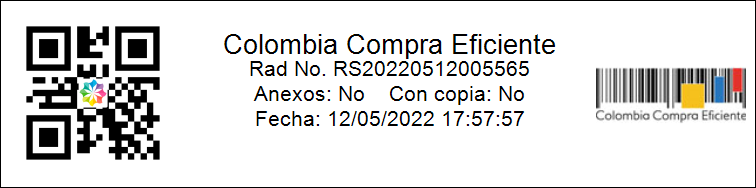 Colombia Compra Eficiente
Rad No. RS20220512005565
Anexos: No    Con copia: No
Fecha: 12/05/2022 17:57:57
Colombia Compra Eficiente